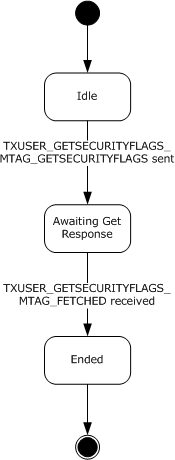 Idle
TXUSER_GETSECURITYFLAGS_
MTAG_GETSECURITYFLAGS sent
Awaiting Get
Response
TXUSER_GETSECURITYFLAGS_
MTAG_FETCHED received
Ended